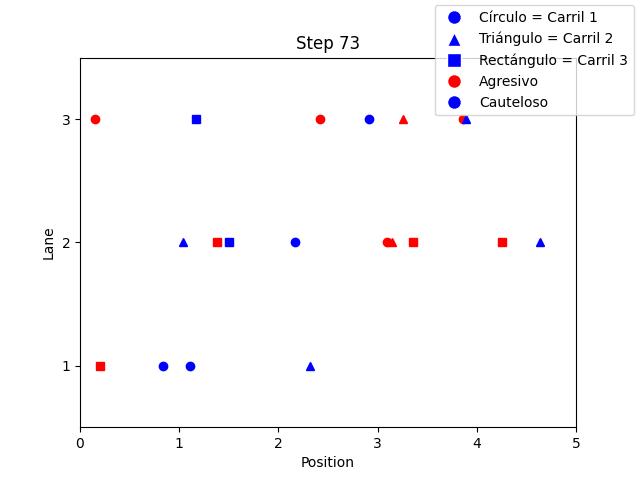 Step 73
Círculo = Carril 1
Triángulo = Carril 2
Rectángulo = Carril 3
Agresivo
Cauteloso
Lane
3
2
1
0 1 2 3 4 5
Position